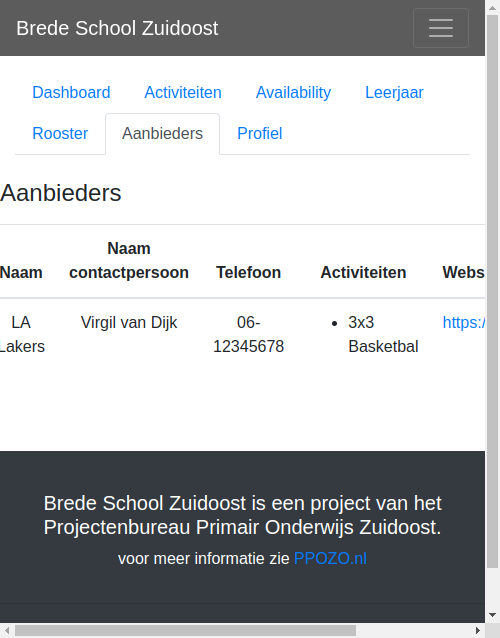 Brede School Zuidoost
Dashboard Activiteiten Availability Leerjaar
Rooster Aanbieders Profiel
Aanbieders
Naam
Naam contactpersoon Telefoon Activiteiten Webs
LA 06- • 3x3
Lakers Virgil van Dijk 12345678 Basketbal https:/
Brede School Zuidoost is een project van het
Projectenbureau Primair Onderwijs Zuidoost.
voor meer informatie zie PPOZO.nl